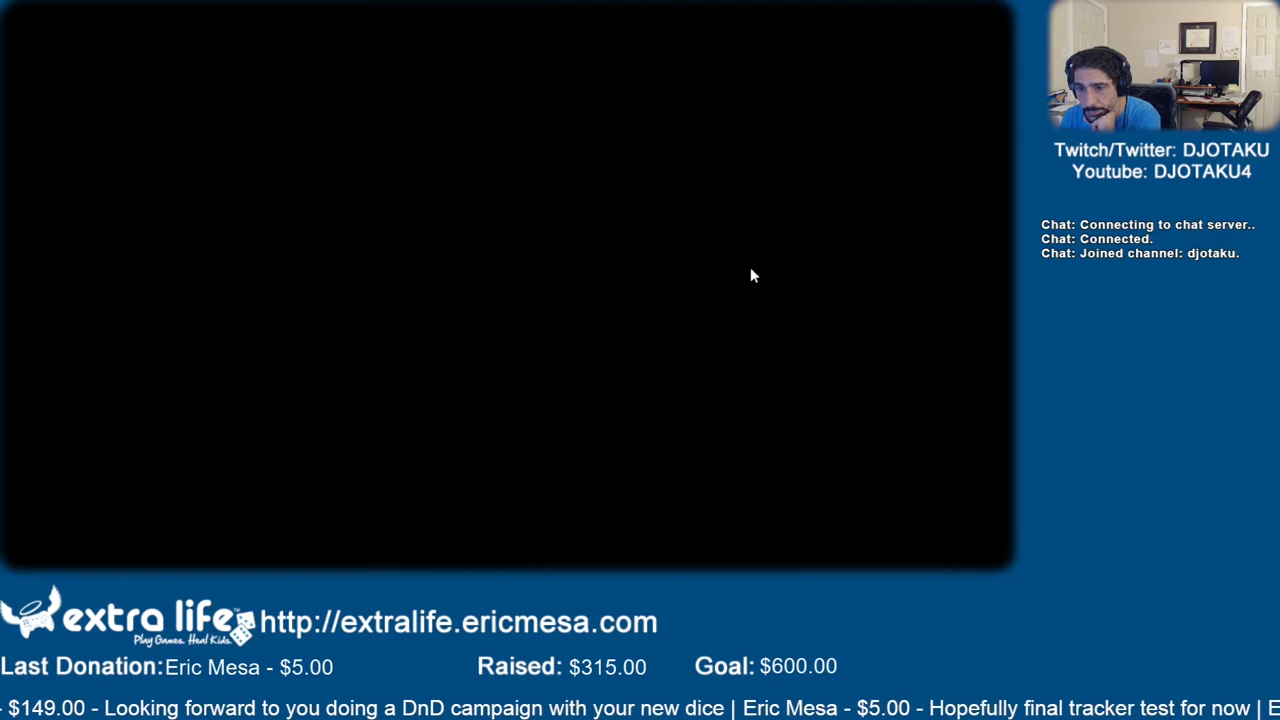 Twitch/Twitter: DJOTAKU
Youtube: DJOTAKU4
Chat: Connecting to chat server..
Chat: Connected.
Chat: Joined channel: djotaku.
extra life
Play Games. Heal Kids.
http://extralife.ericmesa.com
Last Donation: Eric Mesa - $5.00 Raised: $315.00 Goal: $600.00
- $149.00 - Looking forward to you doing a DnD campaign with your new dice | Eric Mesa - $5.00 - Hopefully final tracker test for now | E